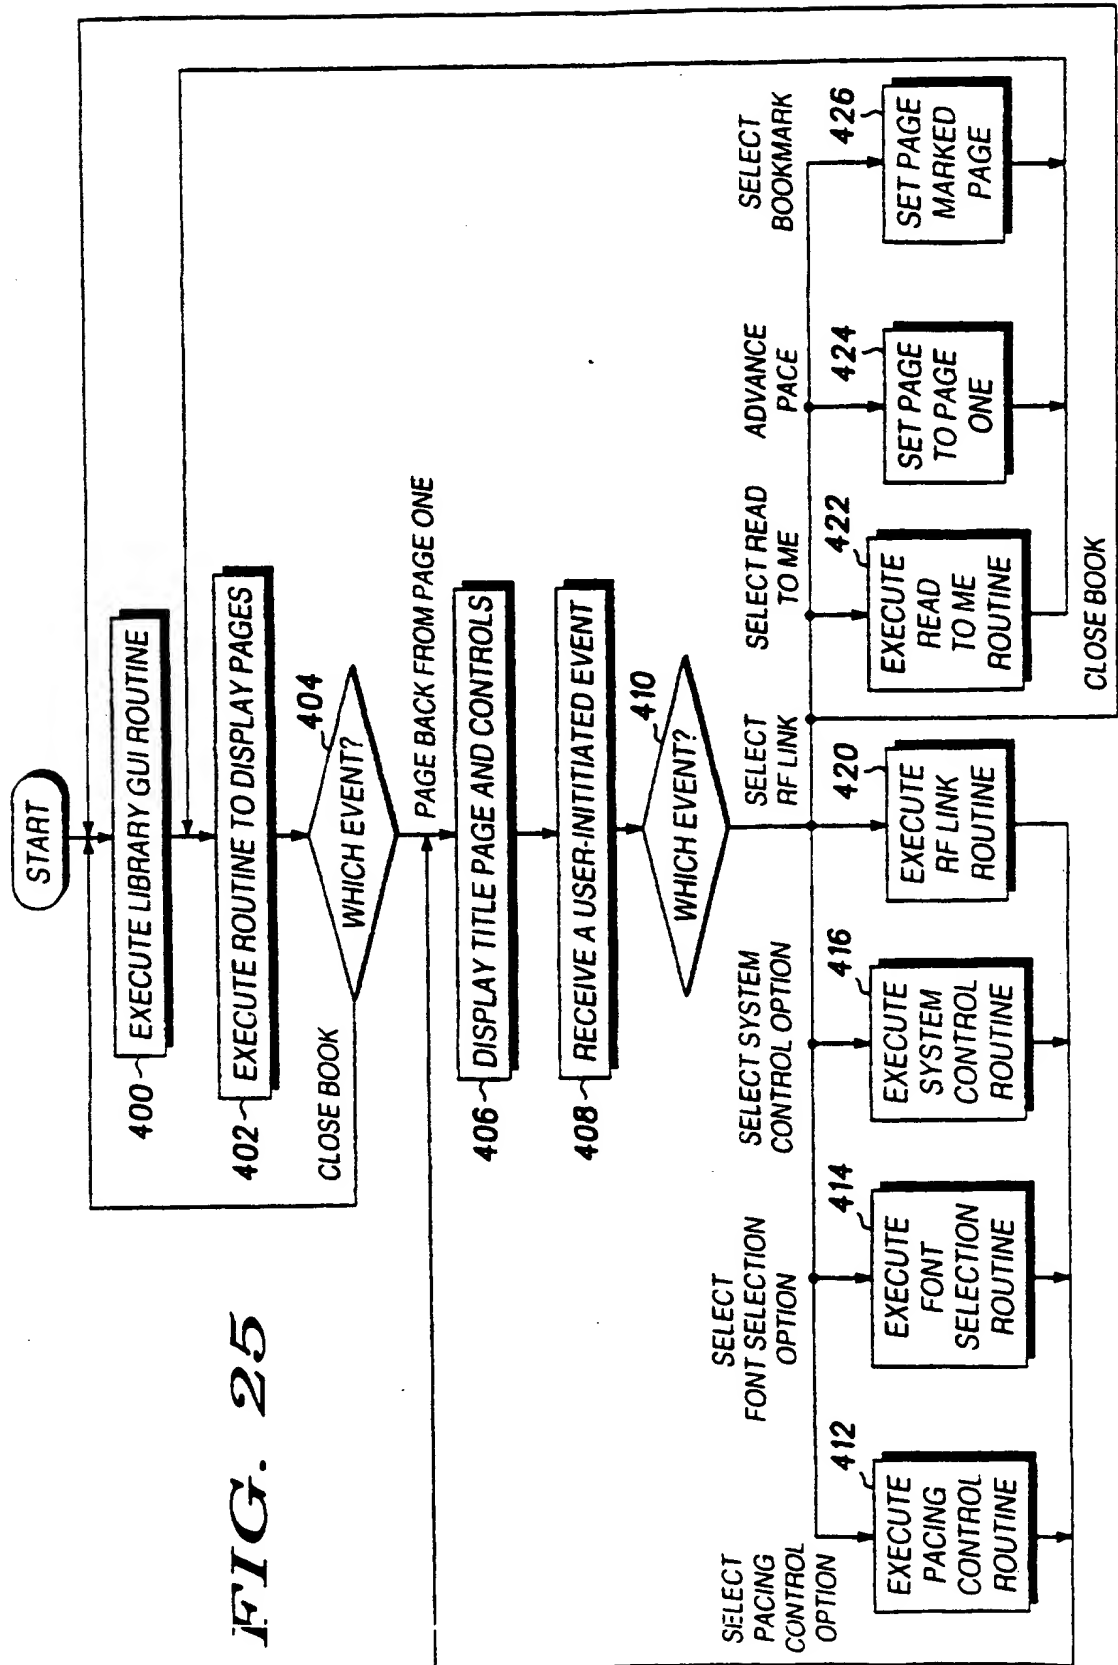 FIG. 25
START
400
EXECUTE LIBRARY GUI ROUTINE
402
EXECUTE ROUTINE TO DISPLAY PAGES
404
WHICH EVENT?
CLOSE BOOK
PAGE BACK FROM PAGE ONE
406
DISPLAY TITLE PAGE AND CONTROLS
408
RECEIVE A USER-INITIATED EVENT
410
WHICH EVENT?
SELECT
PACING
CONTROL
OPTION
412
EXECUTE
PACING
CONTROL
ROUTINE
SELECT
FONT SELECTION
OPTION
414
EXECUTE
FONT
SELECTION
ROUTINE
SELECT SYSTEM
CONTROL OPTION
416
EXECUTE
SYSTEM
CONTROL
ROUTINE
SELECT
RF LINK
420
EXECUTE
RF LINK
ROUTINE
SELECT READ
TO ME
422
EXECUTE
READ
TO ME
ROUTINE
ADVANCE
PACE
424
SET PAGE
TO PAGE
ONE
SELECT
BOOKMARK
426
SET PAGE
MARKED
PAGE
CLOSE BOOK